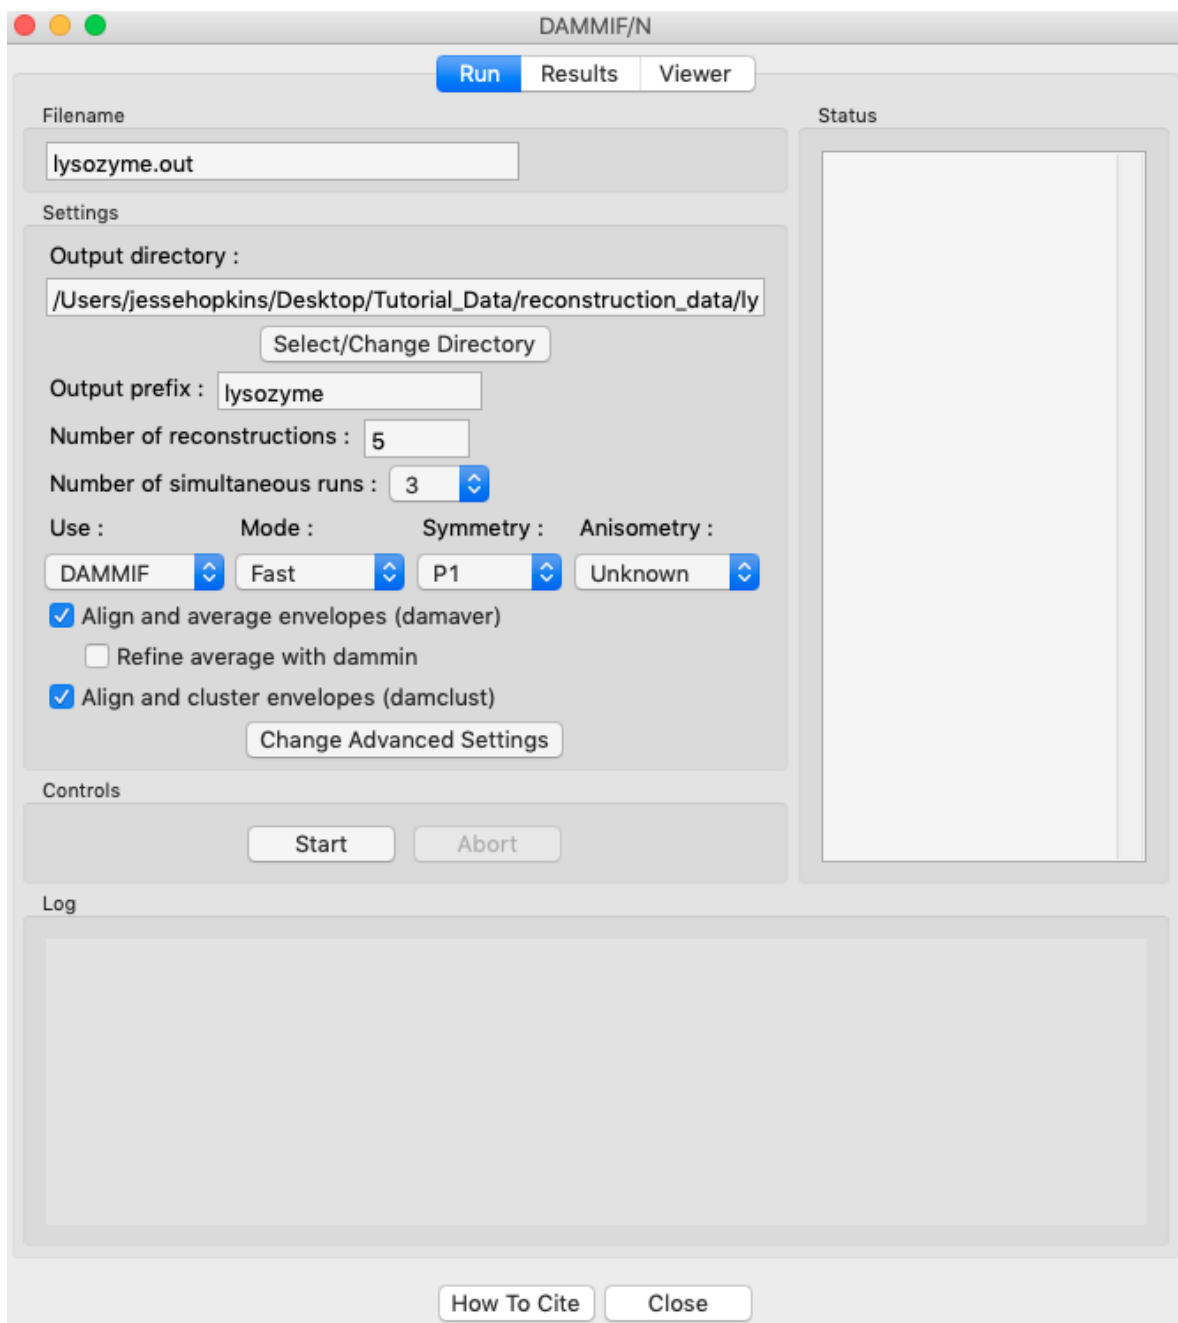 DAMMIF/N
Run Results Viewer
Filename
Status
lysozyme.out
Settings
Output directory :
/Users/jessehopkins/Desktop/Tutorial_Data/reconstruction_data/ly
Select/Change Directory
Output prefix : lysozyme
Number of reconstructions : 5
Number of simultaneous runs : 3
Use : Mode : Symmetry : Anisometry :
DAMMIF Fast P1 Unknown
Align and average envelopes (damaver)
Refine average with dammin
Align and cluster envelopes (damclust)
Change Advanced Settings
Controls
Start Abort
Log
How To Cite Close